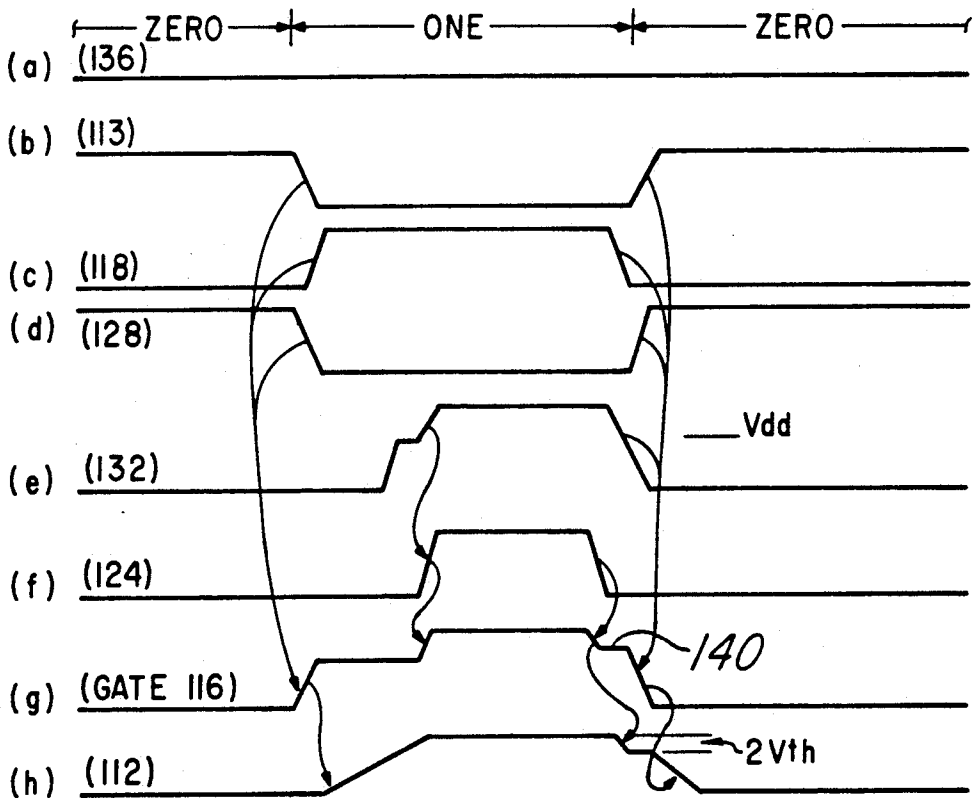 ZERO ONE ZERO
(a) (136)
(b) (113)
(c) (118)
(d) (128)
Vdd
(e) (132)
(f) (124)
140
(g) (GATE 116)
2Vth
(h) (112)